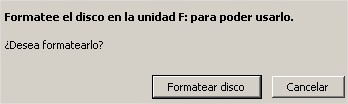 Formatee el disco en la unidad F: para poder usarlo.
¿Desea formatearlo?
Formatear disco
Cancelar